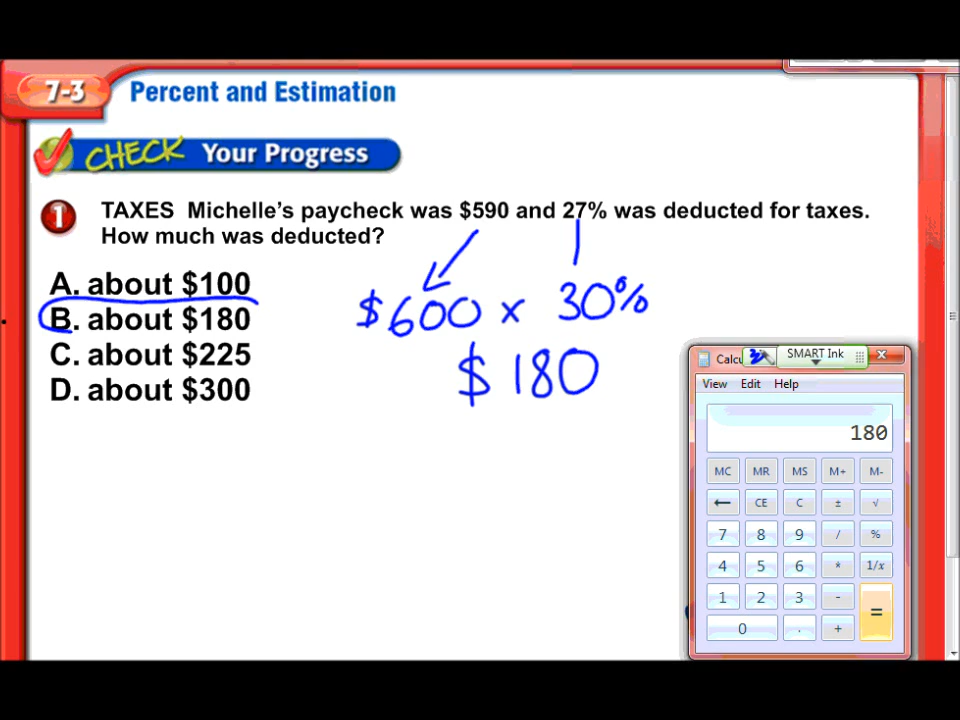 7-3 Percent and Estimation
CHECK Your Progress
1 TAXES Michelle's paycheck was $590 and 27% was deducted for taxes.
How much was deducted?
A. about $100
B. about $180
C. about $225
D. about $300
$600 x 30%
$180
Calcu SMART Ink
View Edit Help
180
MC MR MS M+ M-
← CE C ± √
7 8 9 / %
4 5 6 * 1/x
1 2 3 - =
0 . +